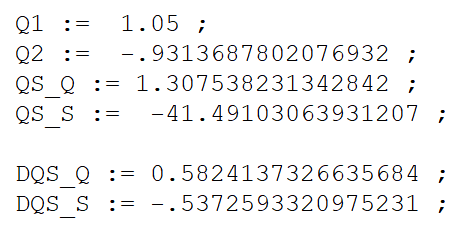 Q1 :=  1.05 ;
Q2 :=  -.9313687802076932 ;
QS_Q := 1.307538231342842 ;
QS_S :=  -41.49103063931207 ;
DQS_Q := 0.5824137326635684 ;
DQS_S := -.5372593320975231 ;